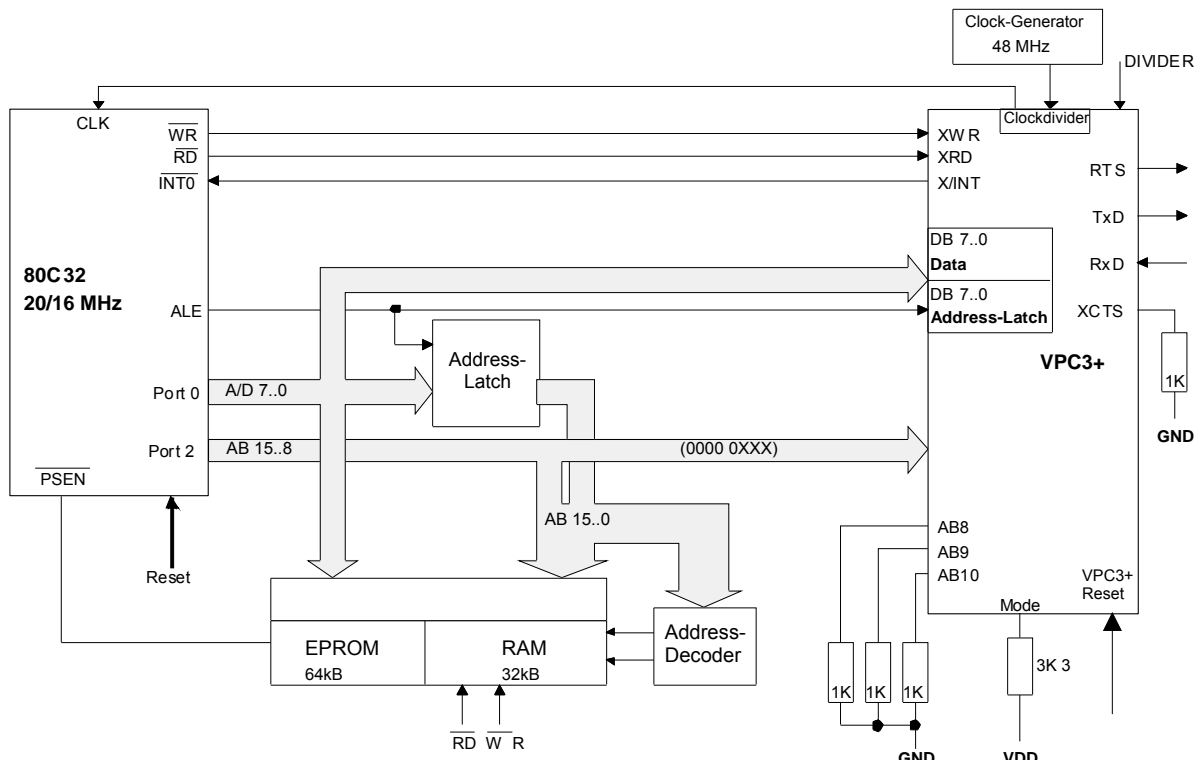 Clock-Generator
48 MHz
DIVIDER
CLK
Clockdivider
WR
XWR
RD
XRD
INT0
X/INT
RTS
TxD
DB 7..0
Data
RxD
80C32
20/16 MHz
DB 7..0
Address-Latch
ALE
XCTS
Address-
Latch
VPC3+
1K
Port 0
A/D 7..0
GND
Port 2
AB 15..8
(0000 0XXX)
PSEN
AB 15..0
AB8
AB9
AB10
Reset
VPC3+
Reset
Mode
EPROM
64kB
RAM
32kB
Address-
Decoder
3K3
1K
1K
1K
RD
WR
GND
VDD